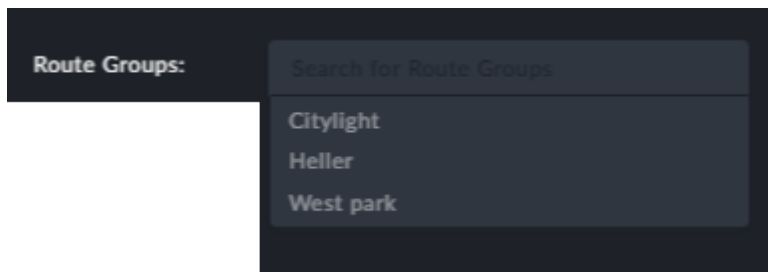 Route Groups:
Search for Route Groups
Citylight
Heller
West park